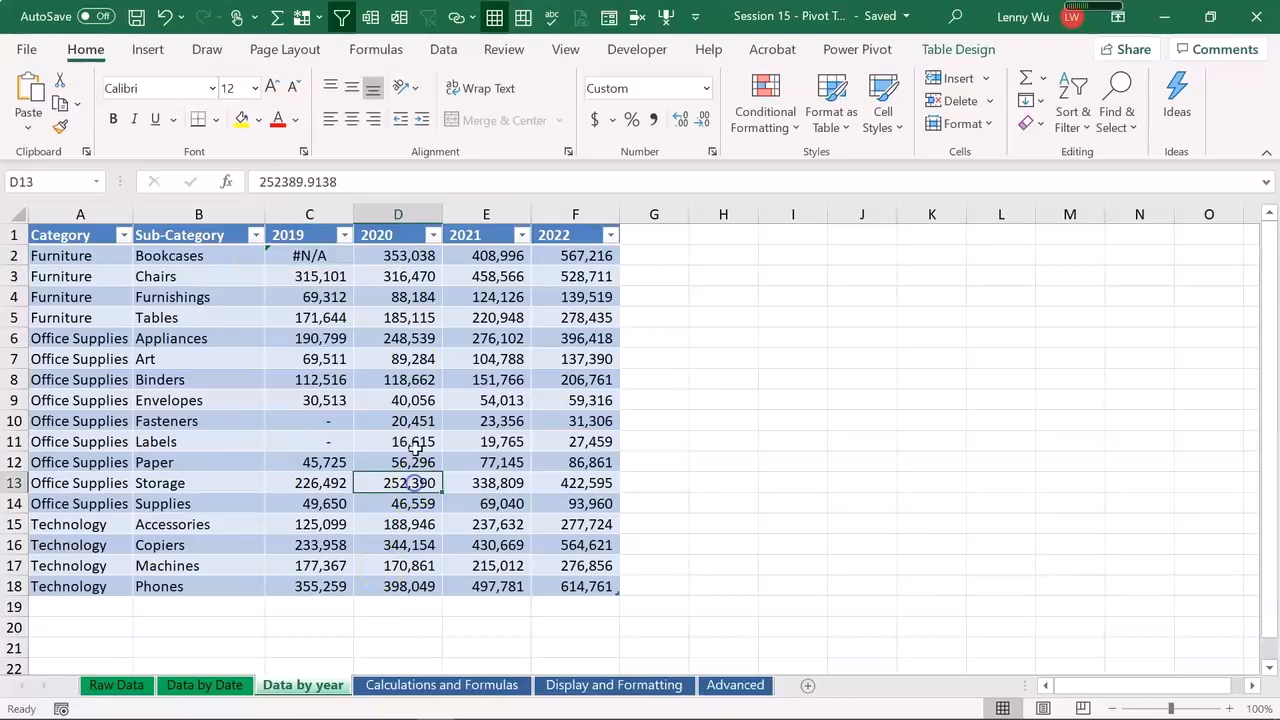 AutoSave Off Session 15 - Pivot T... - Saved Lenny Wu LW
File Home Insert Draw Page Layout Formulas Data Review View Developer Help Acrobat Power Pivot Table Design Share Comments
Calibri 12 Wrap Text Custom Insert
Paste Merge & Center $ % Conditional Formatting Format as Table Cell Styles Delete Sort & Filter Find & Select Ideas
B I U A Format
Clipboard Font Alignment Number Styles Cells Editing Ideas
D13 fx 252389.9138
A B C D E F G H I J K L M N O
1 Category Sub-Category 2019 2020 2021 2022
2 Furniture Bookcases #N/A 353,038 408,996 567,216
3 Furniture Chairs 315,101 316,470 458,566 528,711
4 Furniture Furnishings 69,312 88,184 124,126 139,519
5 Furniture Tables 171,644 185,115 220,948 278,435
6 Office Supplies Appliances 190,799 248,539 276,102 396,418
7 Office Supplies Art 69,511 89,284 104,788 137,390
8 Office Supplies Binders 112,516 118,662 151,766 206,761
9 Office Supplies Envelopes 30,513 40,056 54,013 59,316
10 Office Supplies Fasteners - 20,451 23,356 31,306
11 Office Supplies Labels - 16,615 19,765 27,459
12 Office Supplies Paper 45,725 56,296 77,145 86,861
13 Office Supplies Storage 226,492 252,390 338,809 422,595
14 Office Supplies Supplies 49,650 46,559 69,040 93,960
15 Technology Accessories 125,099 188,946 237,632 277,724
16 Technology Copiers 233,958 344,154 430,669 564,621
17 Technology Machines 177,367 170,861 215,012 276,856
18 Technology Phones 355,259 398,049 497,781 614,761
19
20
21
22
Raw Data Data by Date Data by year Calculations and Formulas Display and Formatting Advanced
Ready 100%